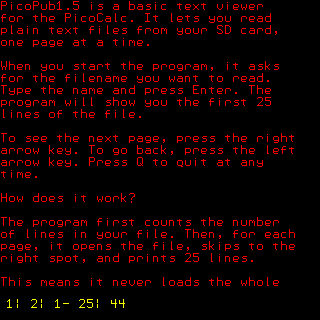 PicoPub1.5 is a basic text viewer
for the PicoCalc. It lets you read
plain text files from your SD card,
one page at a time.

When you start the program, it asks
for the filename you want to read.
Type the name and press Enter. The
program will show you the first 25
lines of the file.

To see the next page, press the right
arrow key. To go back, press the left
arrow key. Press Q to quit at any
time.

How does it work?

The program first counts the number
of lines in your file. Then, for each
page, it opens the file, skips to the
right spot, and prints 25 lines.

This means it never loads the whole
1¦ 2¦ 1- 25¦ 44